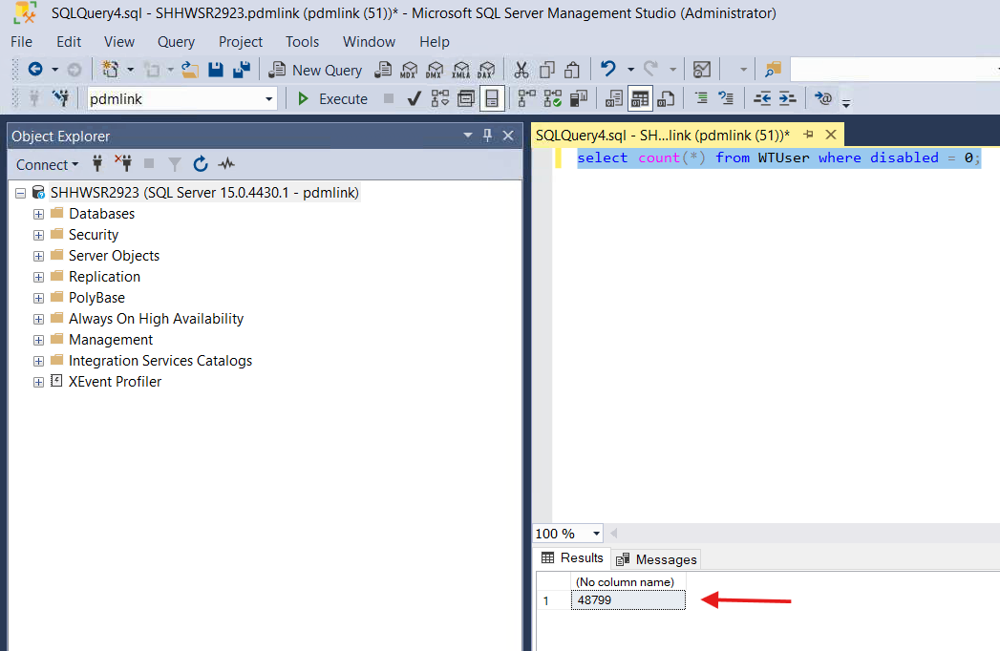 SQLQuery4.sql - SHHWSR2923.pdmlink (pdmlink (51))* - Microsoft SQL Server Management Studio (Administrator)
File Edit View Query Project Tools Window Help
New Query MDX DMX XMLA DAX
pdmlink Execute
Object Explorer
Connect
SHHWSR2923 (SQL Server 15.0.4430.1 - pdmlink)
Databases
Security
Server Objects
Replication
PolyBase
Always On High Availability
Management
Integration Services Catalogs
XEvent Profiler
SQLQuery4.sql - SH...link (pdmlink (51))*
select count(*) from WTUser where disabled = 0;
100 %
Results Messages
(No column name)
1 48799